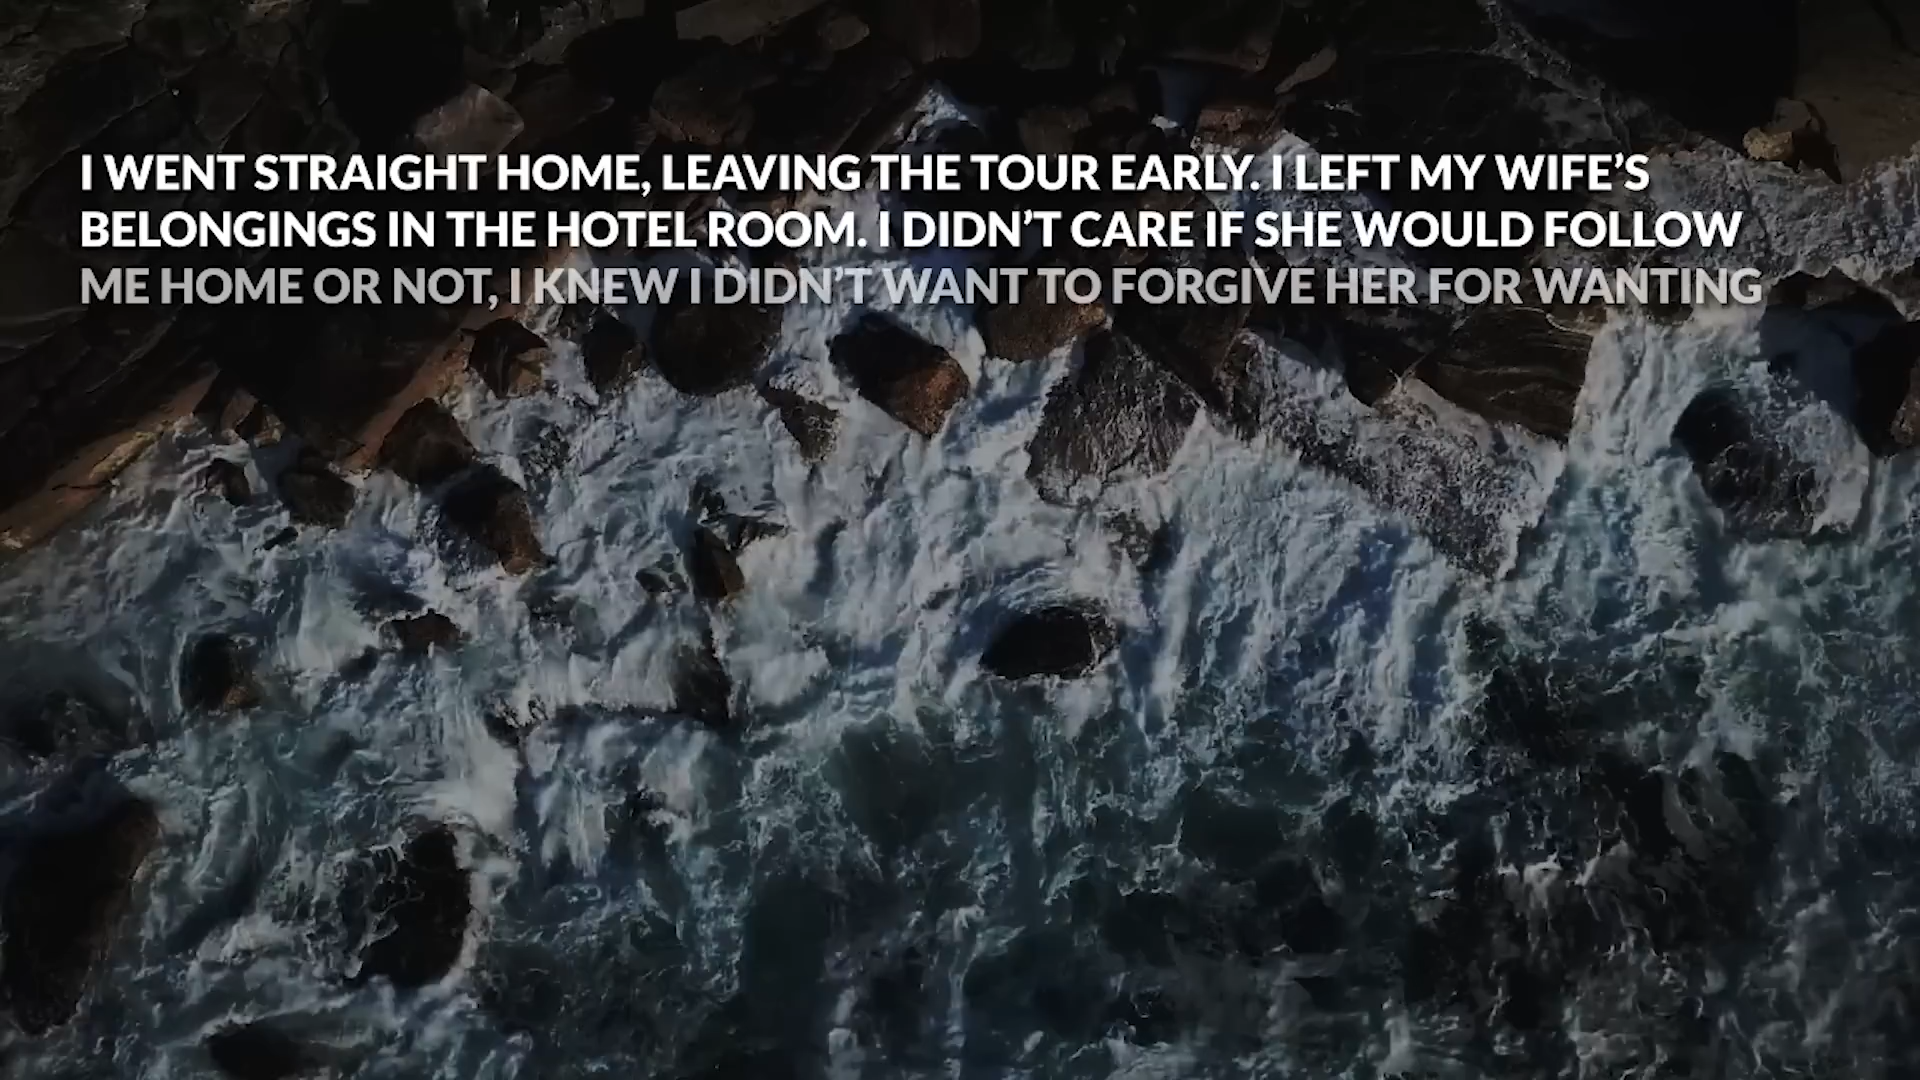 I WENT STRAIGHT HOME, LEAVING THE TOUR EARLY. I LEFT MY WIFE’S
BELONGINGS IN THE HOTEL ROOM. I DIDN’T CARE IF SHE WOULD FOLLOW
ME HOME OR NOT, I KNEW I DIDN’T WANT TO FORGIVE HER FOR WANTING